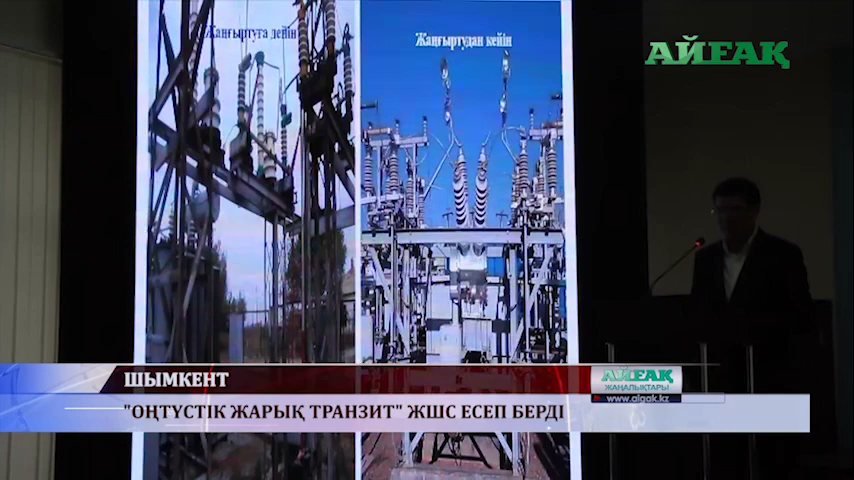 Жаңғыртуға дейін
Жаңғыртудан кейін
АЙҒАҚ
ШЫМКЕНТ
АЙҒАҚ
ЖАҢАЛЫҚТАРЫ
www.aigak.kz
"ОҢТҮСТІК ЖАРЫҚ ТРАНЗИТ" ЖШС ЕСЕП БЕРДІ